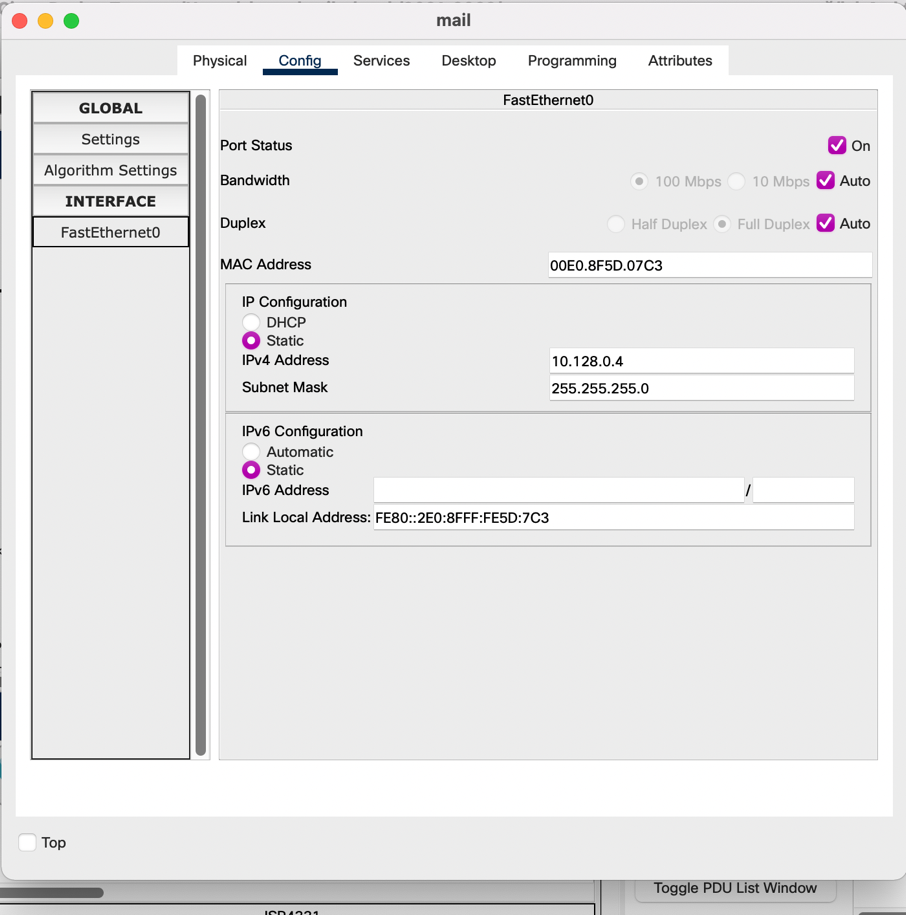 mail
Physical Config Services Desktop Programming Attributes
GLOBAL
Settings
Algorithm Settings
INTERFACE
FastEthernet0
FastEthernet0
Port Status On
Bandwidth 100 Mbps 10 Mbps Auto
Duplex Half Duplex Full Duplex Auto
MAC Address 00E0.8F5D.07C3
IP Configuration
DHCP
Static
IPv4 Address 10.128.0.4
Subnet Mask 255.255.255.0
IPv6 Configuration
Automatic
Static
IPv6 Address /
Link Local Address: FE80::2E0:8FFF:FE5D:7C3
Top
Toggle PDU List Window